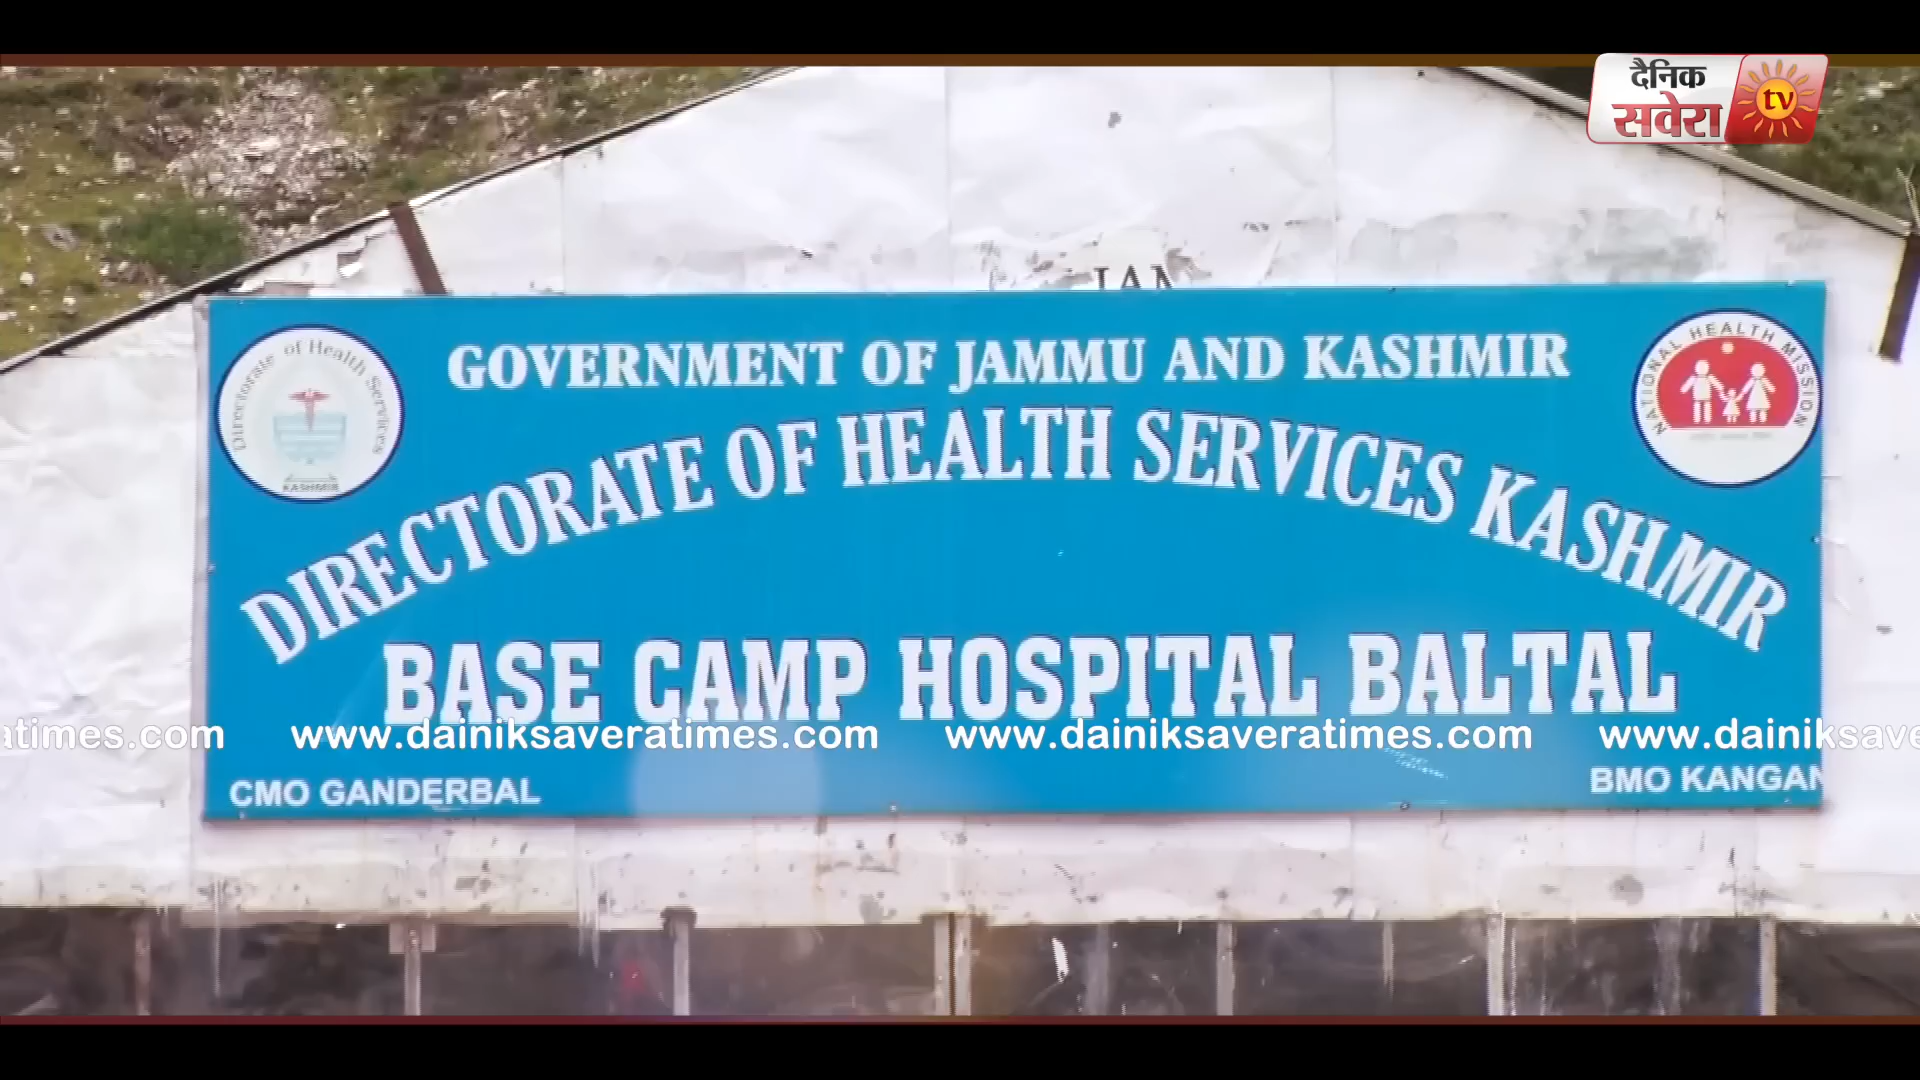 दैनिक
सवेरा
tv
JAN
GOVERNMENT OF JAMMU AND KASHMIR
Directorate of Health Services
KASHMIR
NATIONAL HEALTH MISSION
DIRECTORATE OF HEALTH SERVICES KASHMIR
BASE CAMP HOSPITAL BALTAL
atimes.com www.dainiksaveratimes.com www.dainiksaveratimes.com www.dainiksave
CMO GANDERBAL
BMO KANGAN